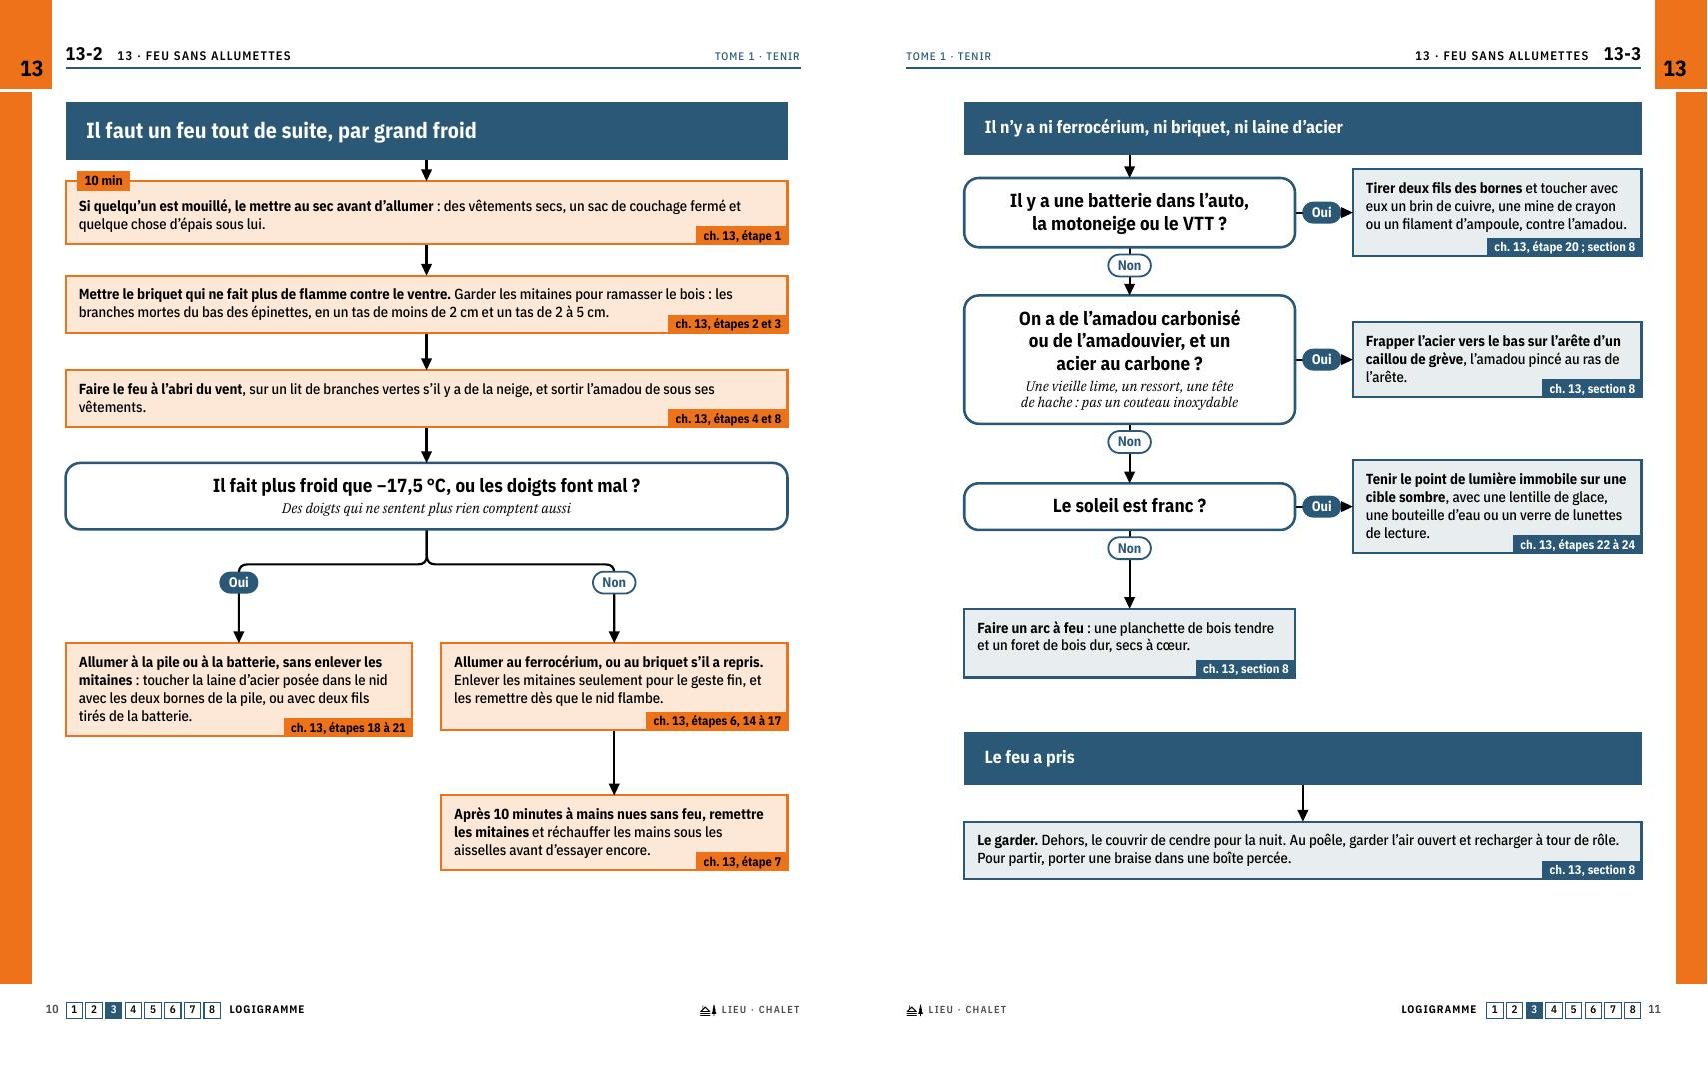 13
13-2 13 · FEU SANS ALLUMETTES
TOME 1 · TENIR
Il faut un feu tout de suite, par grand froid
10 min
Si quelqu’un est mouillé, le mettre au sec avant d’allumer : des vêtements secs, un sac de couchage fermé et
quelque chose d’épais sous lui.
ch. 13, étape 1
Mettre le briquet qui ne fait plus de flamme contre le ventre. Garder les mitaines pour ramasser le bois : les
branches mortes du bas des épinettes, en un tas de moins de 2 cm et un tas de 2 à 5 cm.
ch. 13, étapes 2 et 3
Faire le feu à l’abri du vent, sur un lit de branches vertes s’il y a de la neige, et sortir l’amadou de sous ses
vêtements.
ch. 13, étapes 4 et 8
Il fait plus froid que −17,5 °C, ou les doigts font mal ?
Des doigts qui ne sentent plus rien comptent aussi
Oui
Non
Allumer à la pile ou à la batterie, sans enlever les
mitaines : toucher la laine d’acier posée dans le nid
avec les deux bornes de la pile, ou avec deux fils
tirés de la batterie.
ch. 13, étapes 18 à 21
Allumer au ferrocérium, ou au briquet s’il a repris.
Enlever les mitaines seulement pour le geste fin, et
les remettre dès que le nid flambe.
ch. 13, étapes 6, 14 à 17
Après 10 minutes à mains nues sans feu, remettre
les mitaines et réchauffer les mains sous les
aisselles avant d’essayer encore.
ch. 13, étape 7
10 1 2 3 4 5 6 7 8 LOGIGRAMME
LIEU · CHALET
TOME 1 · TENIR
13 · FEU SANS ALLUMETTES 13-3
13
Il n’y a ni ferrocérium, ni briquet, ni laine d’acier
Il y a une batterie dans l’auto,
la motoneige ou le VTT ?
Oui
Tirer deux fils des bornes et toucher avec
eux un brin de cuivre, une mine de crayon
ou un filament d’ampoule, contre l’amadou.
ch. 13, étape 20 ; section 8
Non
On a de l’amadou carbonisé
ou de l’amadouvier, et un
acier au carbone ?
Une vieille lime, un ressort, une tête
de hache : pas un couteau inoxydable
Oui
Frapper l’acier vers le bas sur l’arête d’un
caillou de grève, l’amadou pincé au ras de
l’arête.
ch. 13, section 8
Non
Le soleil est franc ?
Oui
Tenir le point de lumière immobile sur une
cible sombre, avec une lentille de glace,
une bouteille d’eau ou un verre de lunettes
de lecture.
ch. 13, étapes 22 à 24
Non
Faire un arc à feu : une planchette de bois tendre
et un foret de bois dur, secs à cœur.
ch. 13, section 8
Le feu a pris
Le garder. Dehors, le couvrir de cendre pour la nuit. Au poêle, garder l’air ouvert et recharger à tour de rôle.
Pour partir, porter une braise dans une boîte percée.
ch. 13, section 8
LIEU · CHALET
LOGIGRAMME 1 2 3 4 5 6 7 8 11